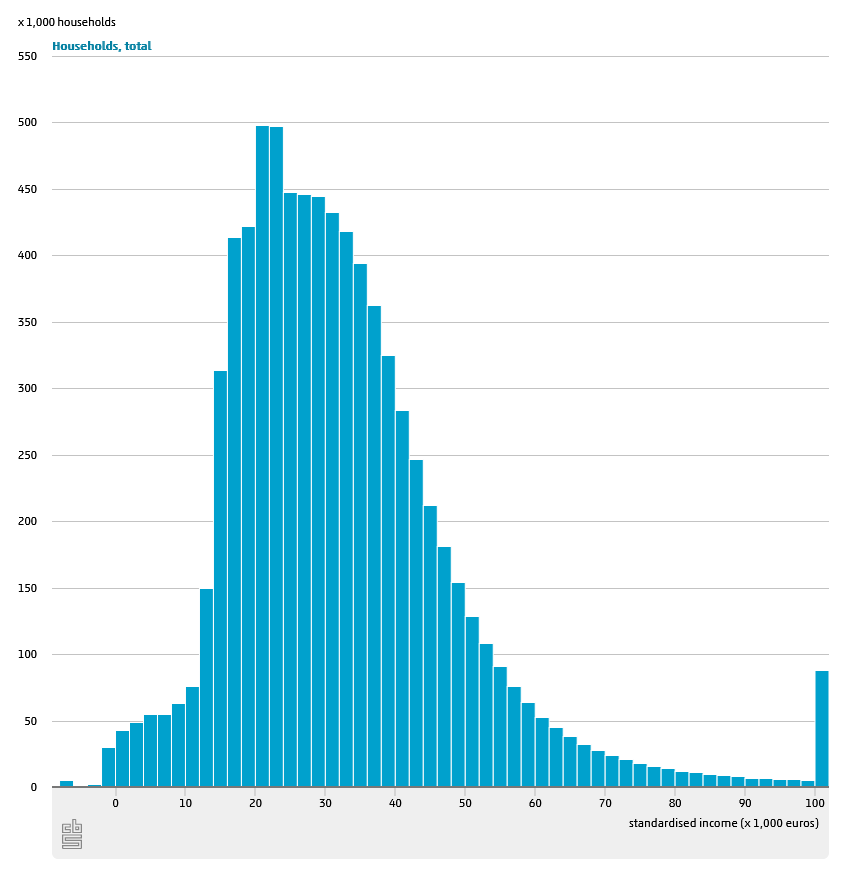 x 1,000 households
Households, total
550
500
450
400
350
300
250
200
150
100
50
0
0 10 20 30 40 50 60 70 80 90 100
standardised income (x 1,000 euros)
cbs